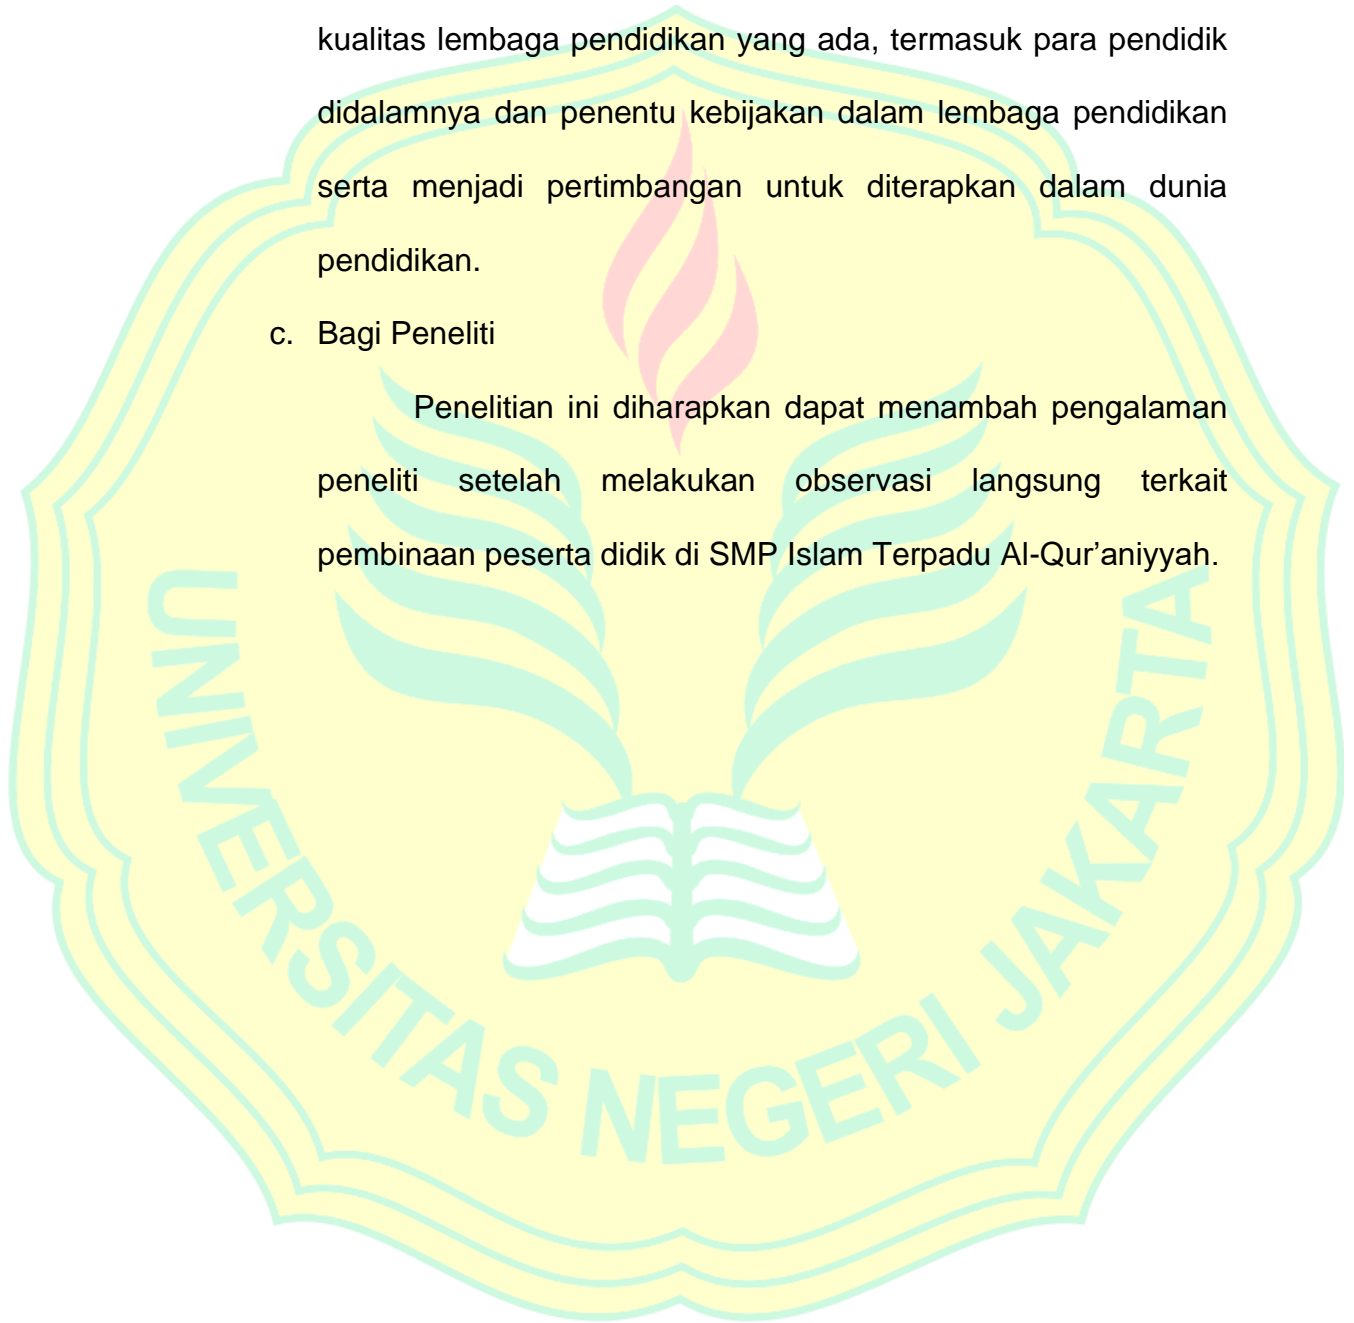 kualitas lembaga pendidikan yang ada, termasuk para pendidik
didalamnya dan penentu kebijakan dalam lembaga pendidikan
serta menjadi pertimbangan untuk diterapkan dalam dunia
pendidikan.
c. Bagi Peneliti
Penelitian ini diharapkan dapat menambah pengalaman
peneliti setelah melakukan observasi langsung terkait
pembinaan peserta didik di SMP Islam Terpadu Al-Qur’aniyyah.
UNIVERSITAS NEGERI JAKARTA